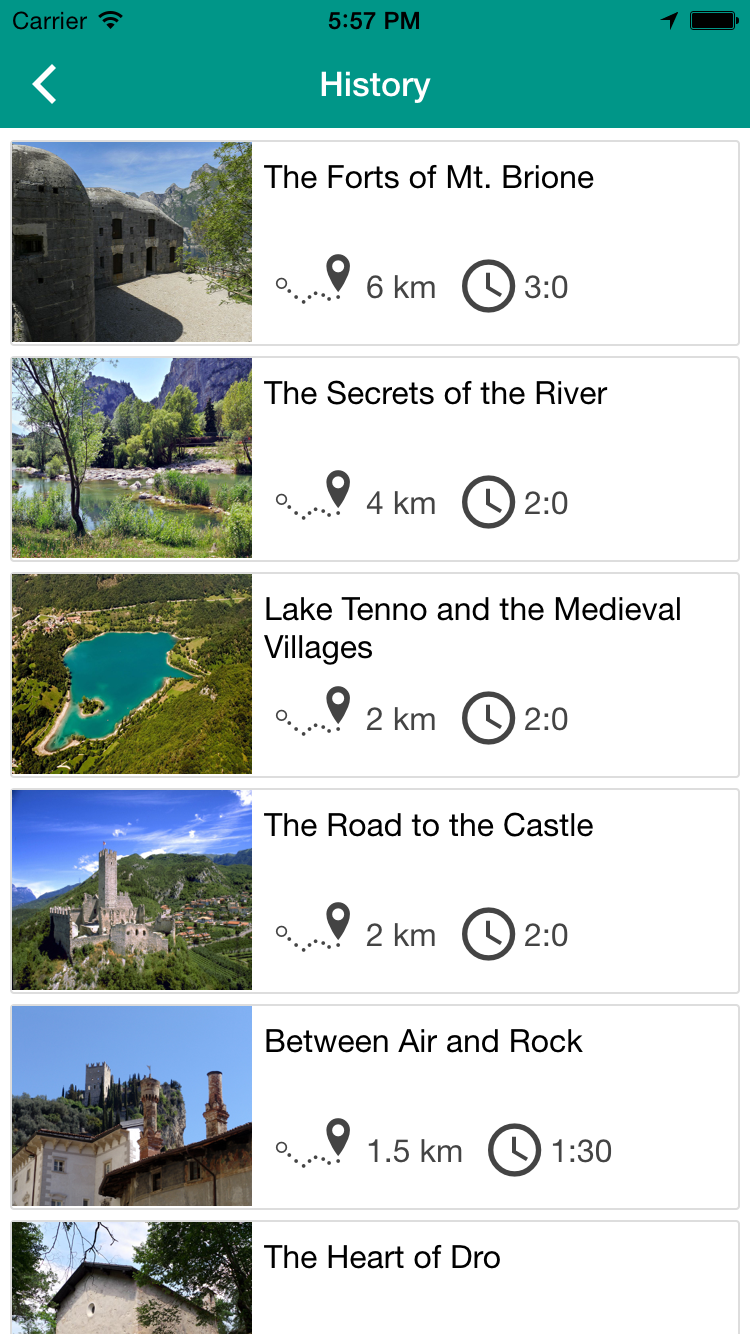 Carrier 5:57 PM
History
The Forts of Mt. Brione
6 km 3:0
The Secrets of the River
4 km 2:0
Lake Tenno and the Medieval
Villages
2 km 2:0
The Road to the Castle
2 km 2:0
Between Air and Rock
1.5 km 1:30
The Heart of Dro